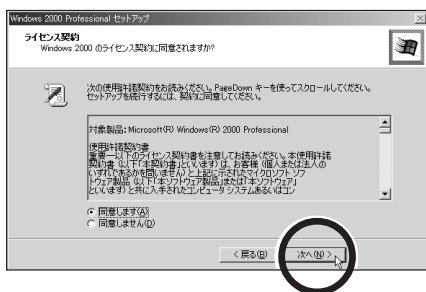 Windows 2000 Professional セットアップ
ライセンス契約
Windows 2000 のライセンス契約に同意されますか?
次の使用許諾契約をお読みください。PageDown キーを使ってスクロールしてください。
セットアップを続行するには、契約に同意してください。
対象製品: Microsoft(R) Windows(R) 2000 Professional
使用許諾契約書
重要―以下のライセンス契約書を注意してお読みください。本使用許諾
契約書 (以下「本契約書」といいます) は、お客様 (個人または法人の
いずれであるかを問いません) と上記に示されたマイクロソフト ソフ
トウェア製品 (以下「本ソフトウェア製品」または「本ソフトウェア」
といいます) と共に入手されたコンピュータ システムあるいはコン
同意します(A)
同意しません(D)
< 戻る(B)
次へ(N) >